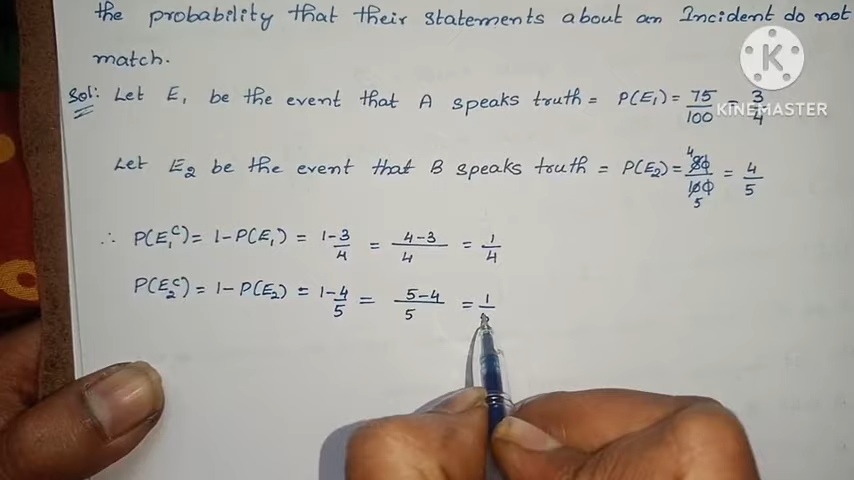 the probability that their statements about an Incident do not
match.
Sol: Let E₁ be the event that A speaks truth = P(E₁) = 75/100 = 3/4
K
KINEMASTER
Let E₂ be the event that B speaks truth = P(E₂) = 80/100 = 4/5
4
5
∴ P(E₁ᶜ) = 1-P(E₁) = 1-3/4 = 4-3/4 = 1/4
P(E₂ᶜ) = 1-P(E₂) = 1-4/5 = 5-4/5 = 1/